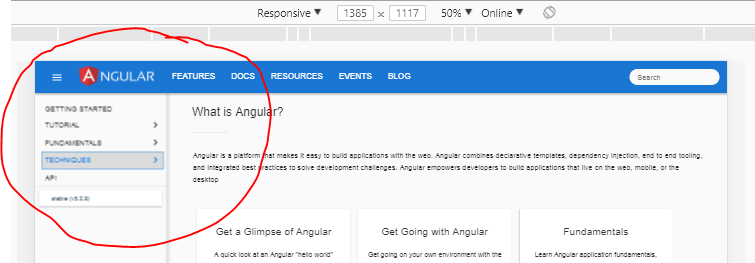 Responsive ▼ 1385 × 1117 50% ▼ Online ▼
ANGULAR FEATURES DOCS RESOURCES EVENTS BLOG Search
GETTING STARTED
TUTORIAL
FUNDAMENTALS
TECHNIQUES
API
stable (v5.2.9)
What is Angular?
Angular is a platform that makes it easy to build applications with the web. Angular combines declarative templates, dependency injection, end to end tooling,
and integrated best practices to solve development challenges. Angular empowers developers to build applications that live on the web, mobile, or the
desktop
Get a Glimpse of Angular
A quick look at an Angular "hello world"
Get Going with Angular
Get going on your own environment with the
Fundamentals
Learn Angular application fundamentals,